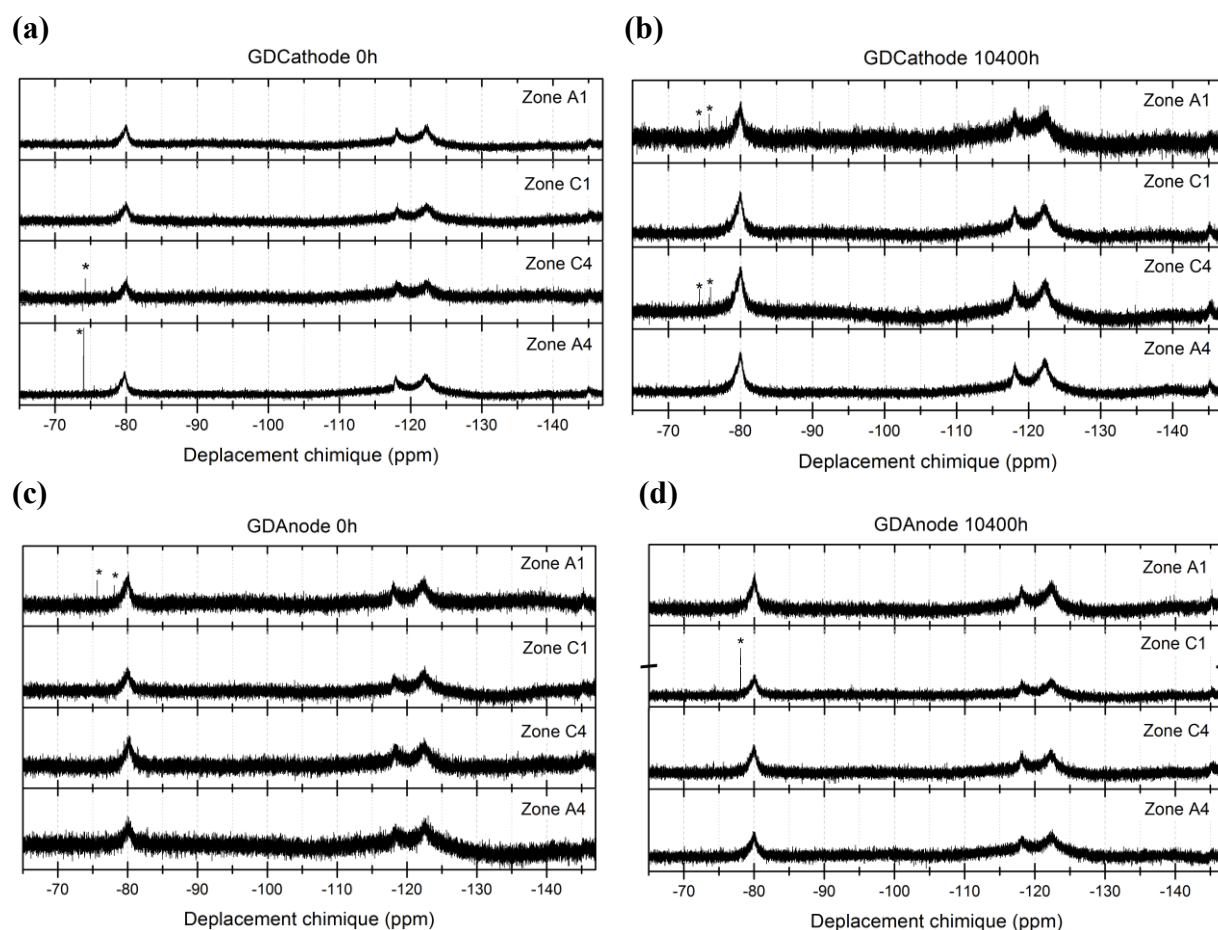 (a)
GDCathode 0h
Zone A1
Zone C1
*
Zone C4
*
Zone A4
-70 -80 -90 -100 -110 -120 -130 -140
Deplacement chimique (ppm)
(b)
GDCathode 10400h
Zone A1
* *
Zone C1
Zone C4
* *
Zone A4
-70 -80 -90 -100 -110 -120 -130 -140
Deplacement chimique (ppm)
(c)
GDAnode 0h
Zone A1
* *
Zone C1
Zone C4
Zone A4
-70 -80 -90 -100 -110 -120 -130 -140
Deplacement chimique (ppm)
(d)
GDAnode 10400h
Zone A1
*
Zone C1
Zone C4
Zone A4
-70 -80 -90 -100 -110 -120 -130 -140
Deplacement chimique (ppm)